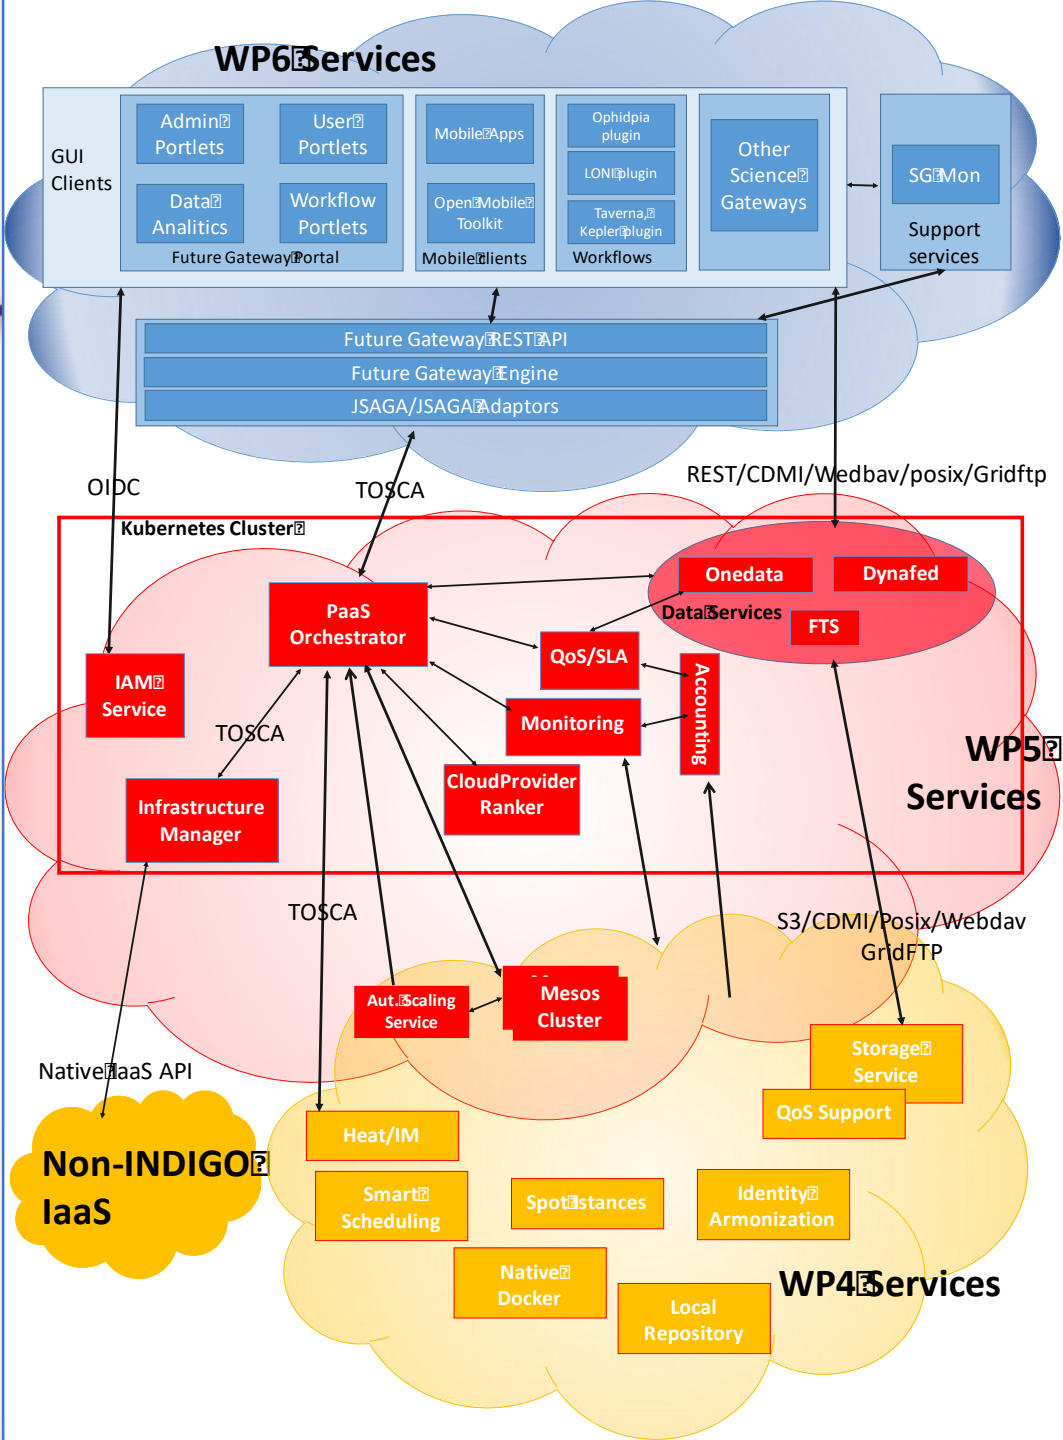 WP6 Services
GUI
Clients
Admin
Portlets
User
Portlets
Data
Analitics
Workflow
Portlets
Future Gateway Portal
Mobile Apps
Open Mobile
Toolkit
Mobile clients
Ophidpia
plugin
LONI plugin
Taverna,
Kepler plugin
Workflows
Other
Science
Gateways
SG Mon
Support
services
Future Gateway REST API
Future Gateway Engine
JSAGA/JSAGA Adaptors
OIDC
TOSCA
REST/CDMI/Wedbav/posix/Gridftp
Kubernetes Cluster
Onedata
Dynafed
Data Services
FTS
PaaS
Orchestrator
QoS/SLA
Accounting
IAM
Service
Monitoring
TOSCA
WP5
Services
CloudProvider
Ranker
Infrastructure
Manager
TOSCA
S3/CDMI/Posix/Webdav
GridFTP
Aut. Scaling
Service
Mesos
Cluster
Native IaaS API
Storage
Service
QoS Support
Heat/IM
Non-INDIGO
IaaS
Smart
Scheduling
Spot istances
Identity
Armonization
Native
Docker
WP4 Services
Local
Repository